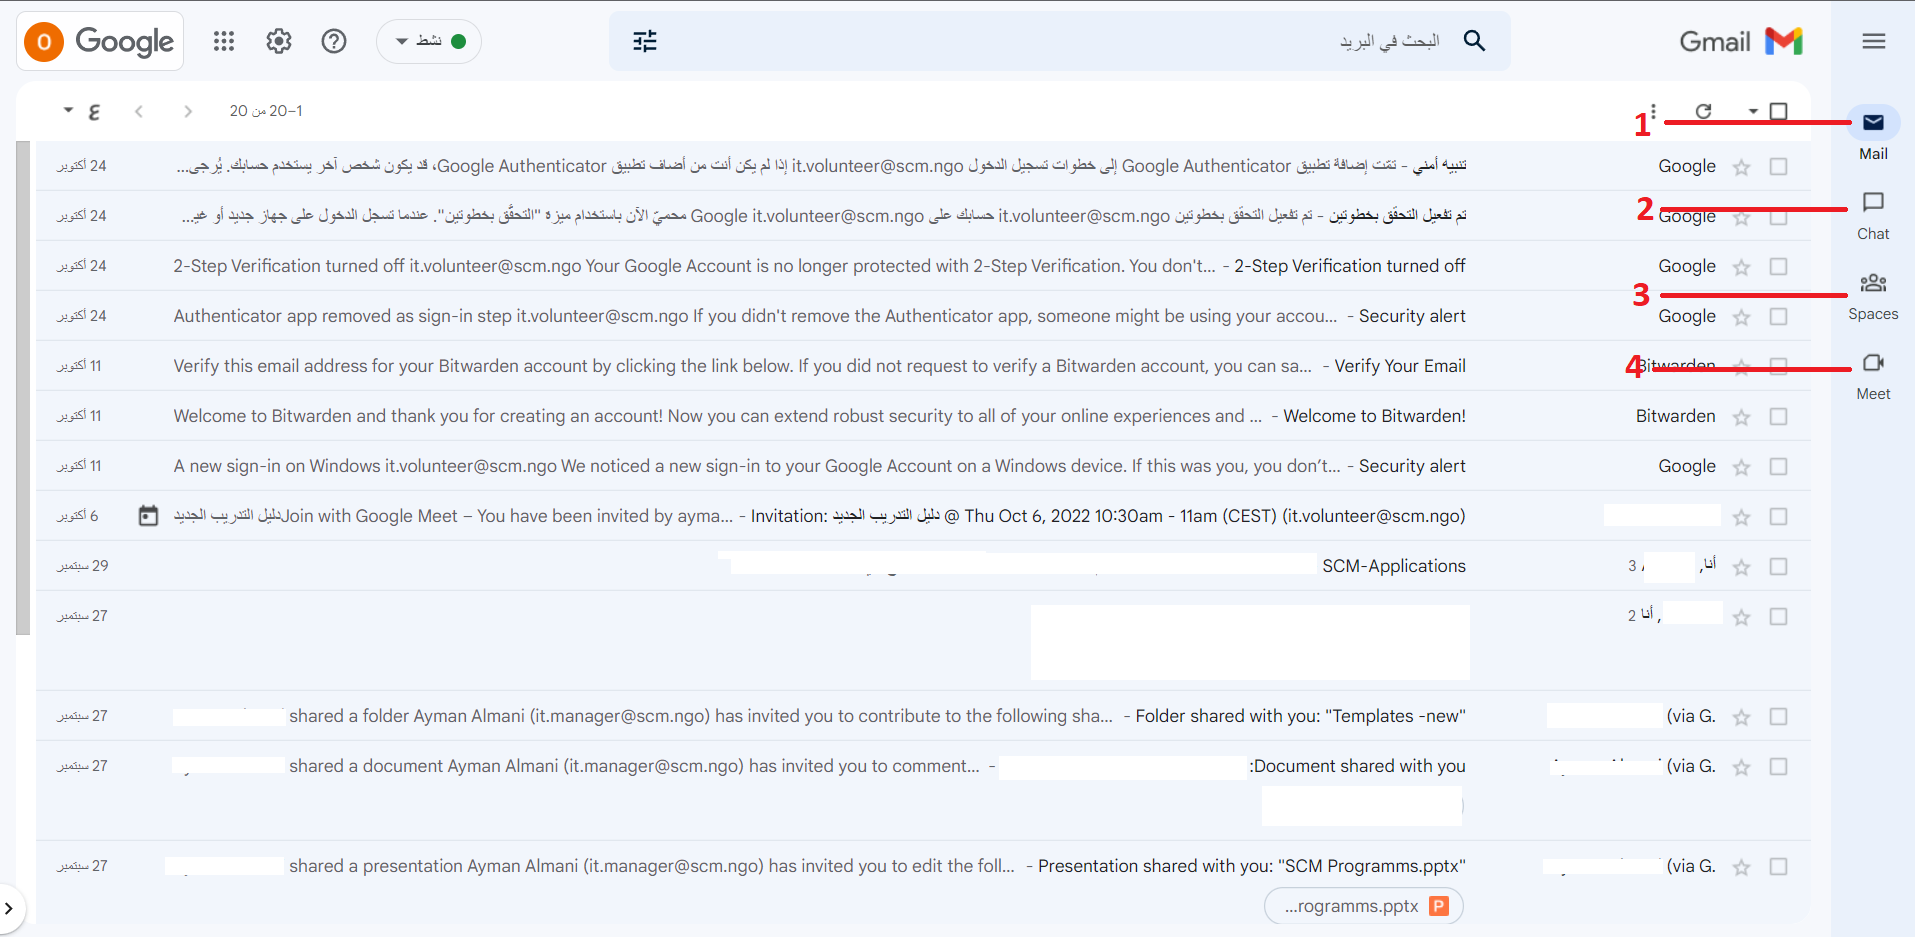 O Google
نشط
البحث في البريد
Gmail
ع
1–20 من 20
1
Mail
2
Chat
3
Spaces
4
Meet
Google تنبيه أمني - تمّت إضافة تطبيق Google Authenticator إلى خطوات تسجيل الدخول it.volunteer@scm.ngo إذا لم يكن أنت من أضاف تطبيق Google Authenticator، قد يكون شخص آخر يستخدم حسابك. يُرجى... 24 أكتوبر
Google تم تفعيل التحقّق بخطوتين - تم تفعيل التحقّق بخطوتين it.volunteer@scm.ngo حسابك على Google it.volunteer@scm.ngo محميّ الآن باستخدام ميزة "التحقُّق بخطوتين". عندما تسجل الدخول على جهاز جديد أو غير... 24 أكتوبر
Google 2-Step Verification turned off - 2-Step Verification turned off it.volunteer@scm.ngo Your Google Account is no longer protected with 2-Step Verification. You don't... 24 أكتوبر
Google Security alert - Authenticator app removed as sign-in step it.volunteer@scm.ngo If you didn't remove the Authenticator app, someone might be using your accou... 24 أكتوبر
Bitwarden Verify Your Email - Verify this email address for your Bitwarden account by clicking the link below. If you did not request to verify a Bitwarden account, you can sa... 11 أكتوبر
Bitwarden Welcome to Bitwarden! - Welcome to Bitwarden and thank you for creating an account! Now you can extend robust security to all of your online experiences and ... 11 أكتوبر
Google Security alert - A new sign-in on Windows it.volunteer@scm.ngo We noticed a new sign-in to your Google Account on a Windows device. If this was you, you don't... 11 أكتوبر
Invitation: دليل التدريب الجديد @ Thu Oct 6, 2022 10:30am - 11am (CEST) (it.volunteer@scm.ngo) - دليل التدريب الجديد Join with Google Meet – You have been invited by ayma... دليل التدريب الجديد 6 أكتوبر
أنا, 3 SCM-Applications 29 سبتمبر
, أنا 2 27 سبتمبر
(via G. Folder shared with you: "Templates -new" - shared a folder Ayman Almani (it.manager@scm.ngo) has invited you to contribute to the following sha... 27 سبتمبر
(via G. Document shared with you: - shared a document Ayman Almani (it.manager@scm.ngo) has invited you to comment... 27 سبتمبر
(via G. Presentation shared with you: "SCM Programms.pptx" - shared a presentation Ayman Almani (it.manager@scm.ngo) has invited you to edit the foll... 27 سبتمبر
P ...rogramms.pptx